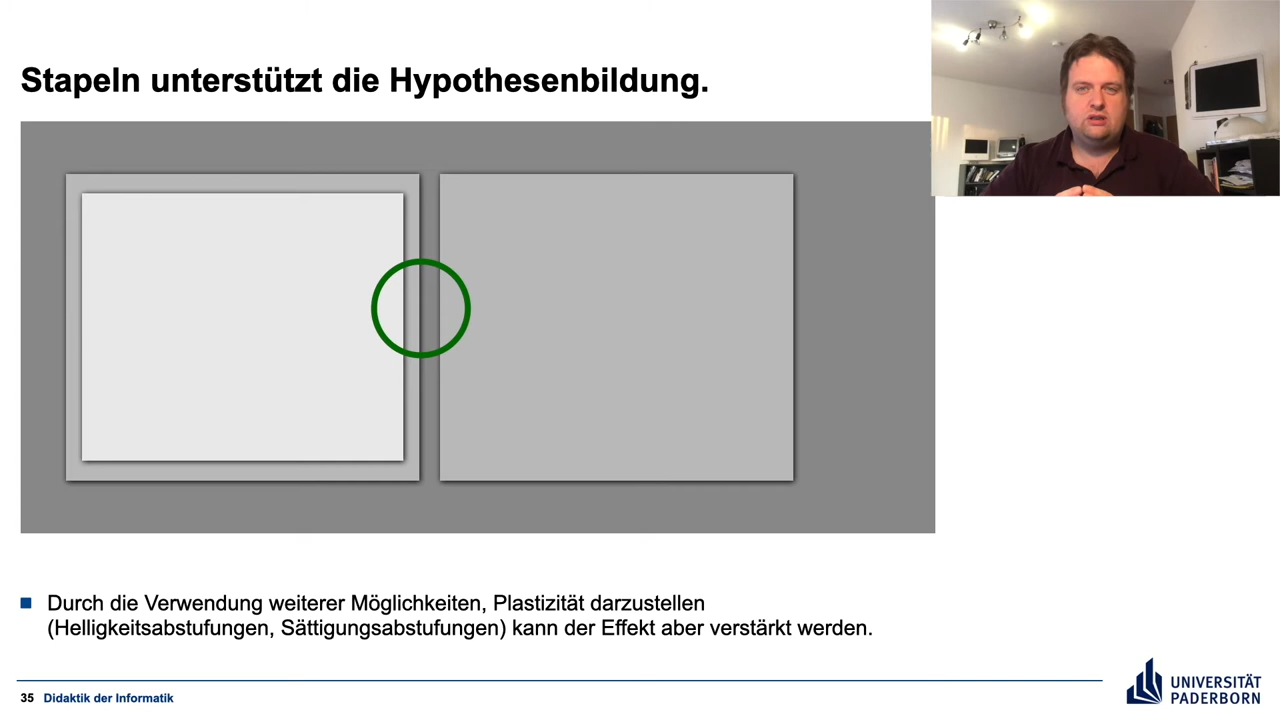 Stapeln unterstützt die Hypothesenbildung.
Durch die Verwendung weiterer Möglichkeiten, Plastizität darzustellen
(Helligkeitsabstufungen, Sättigungsabstufungen) kann der Effekt aber verstärkt werden.
35 Didaktik der Informatik
UNIVERSITÄT
PADERBORN